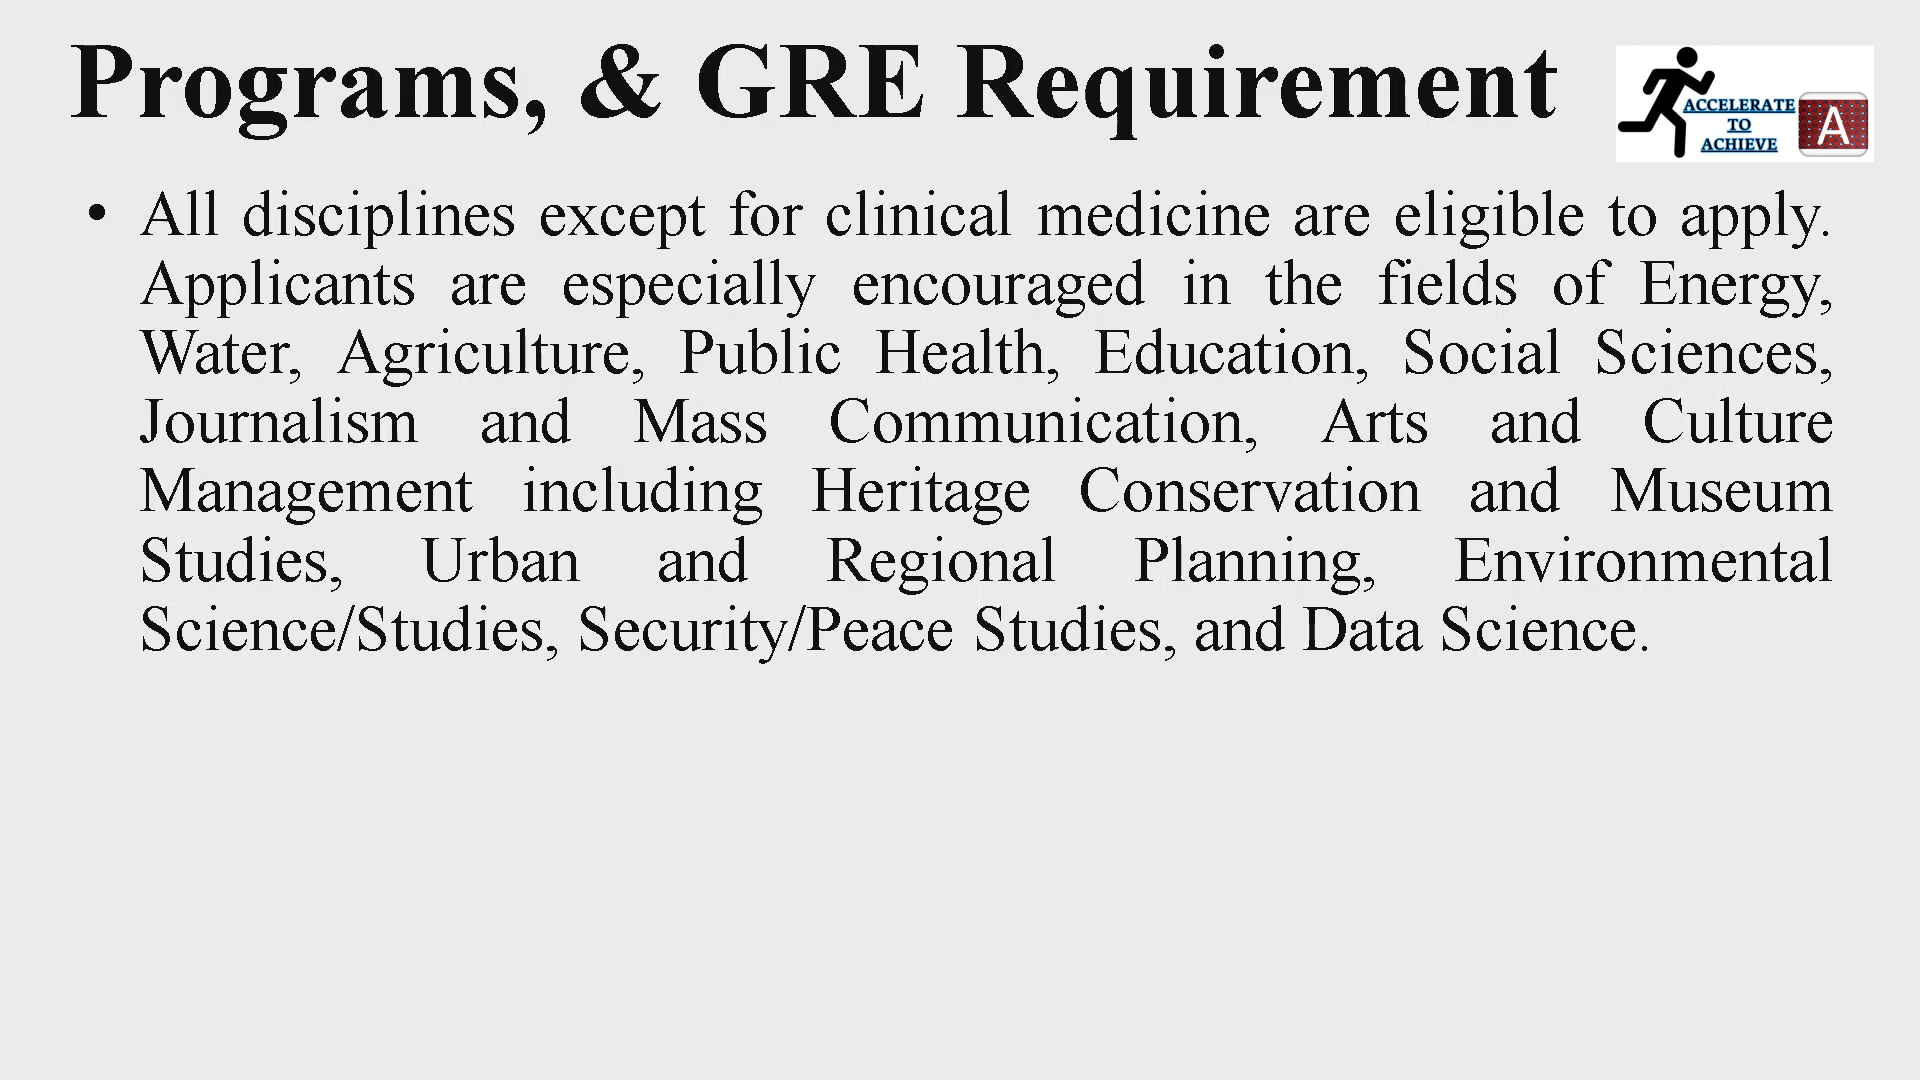 Programs, & GRE Requirement
ACCELERATE
TO
ACHIEVE
A
• All disciplines except for clinical medicine are eligible to apply.
Applicants are especially encouraged in the fields of Energy,
Water, Agriculture, Public Health, Education, Social Sciences,
Journalism and Mass Communication, Arts and Culture
Management including Heritage Conservation and Museum
Studies, Urban and Regional Planning, Environmental
Science/Studies, Security/Peace Studies, and Data Science.